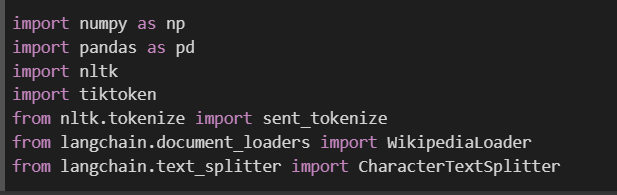 import numpy as np
import pandas as pd
import nltk
import tiktoken
from nltk.tokenize import sent_tokenize
from langchain.document_loaders import WikipediaLoader
from langchain.text_splitter import CharacterTextSplitter